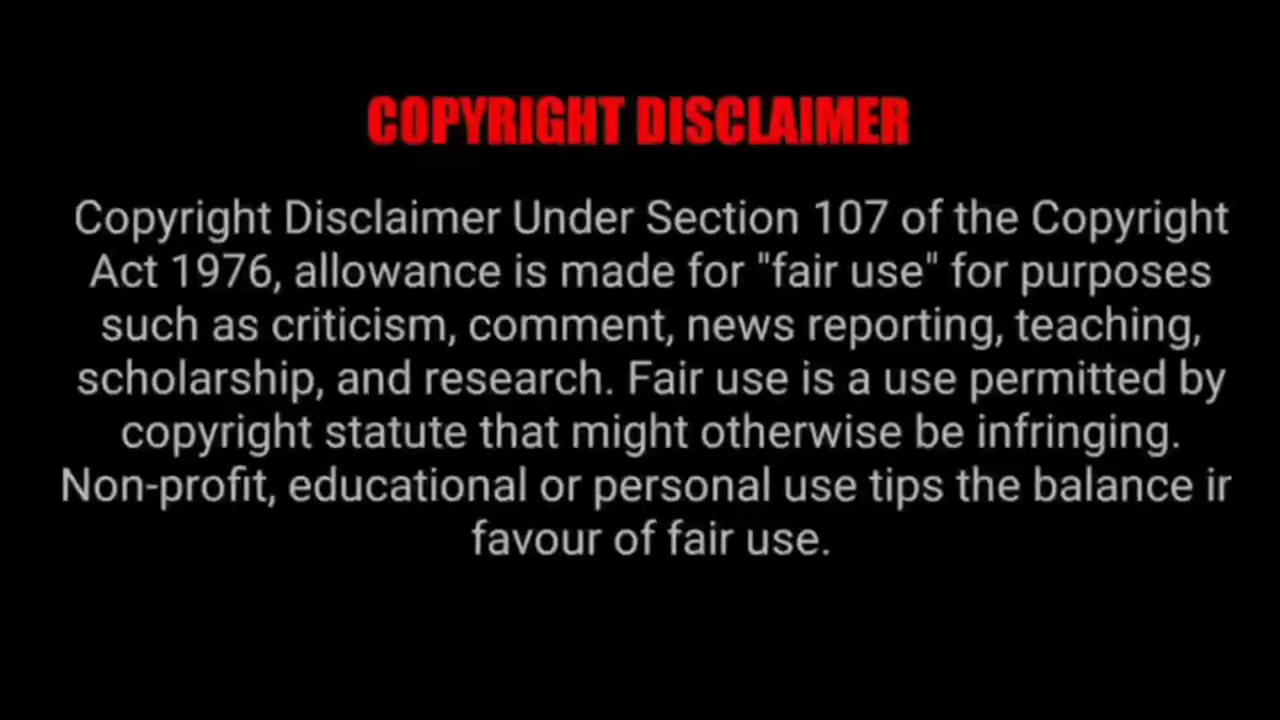 COPYRIGHT DISCLAIMER
Copyright Disclaimer Under Section 107 of the Copyright
Act 1976, allowance is made for "fair use" for purposes
such as criticism, comment, news reporting, teaching,
scholarship, and research. Fair use is a use permitted by
copyright statute that might otherwise be infringing.
Non-profit, educational or personal use tips the balance ir
favour of fair use.